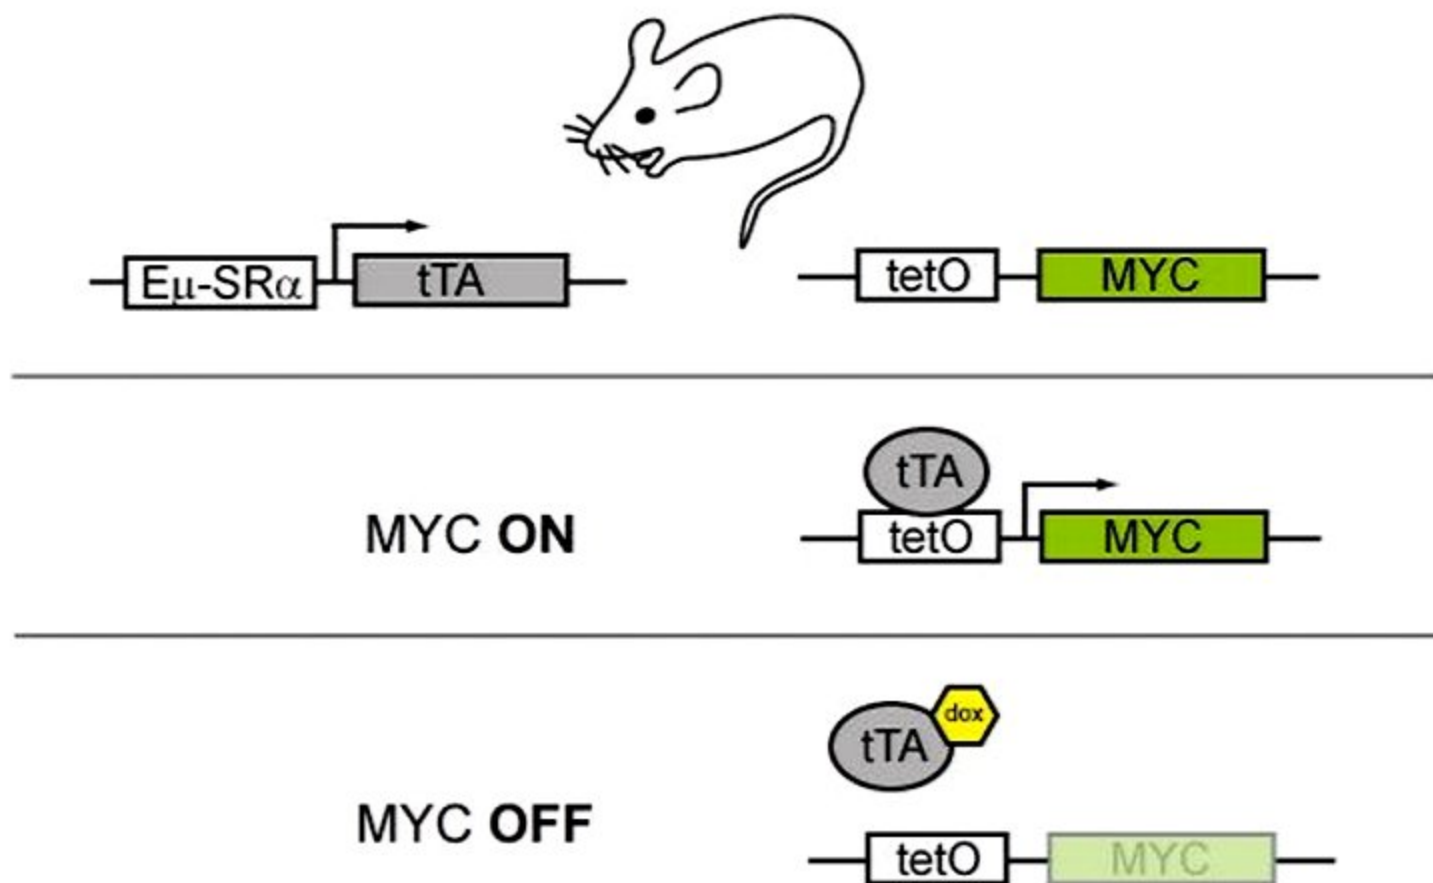 Eμ-SRα tTA tetO MYC
tTA
MYC ON tetO MYC
dox
tTA
MYC OFF
tetO MYC